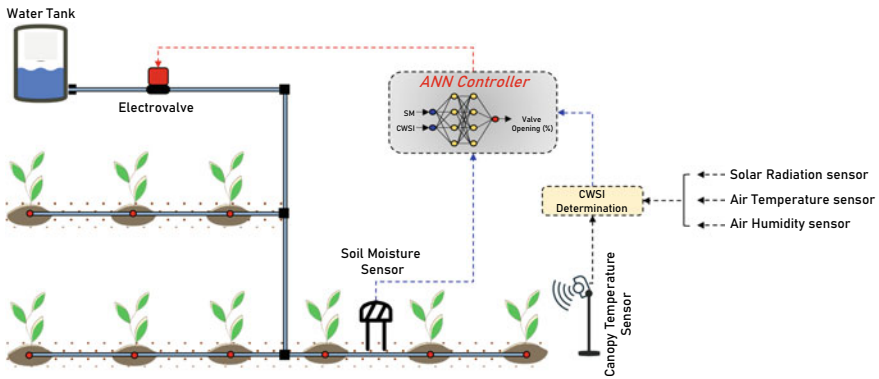 Water Tank
Electrovalve
ANN Controller
SM
CWSI
Valve
Opening (%)
CWSI
Determination
Solar Radiation sensor
Air Temperature sensor
Air Humidity sensor
Soil Moisture
Sensor
Canopy Temperature
Sensor